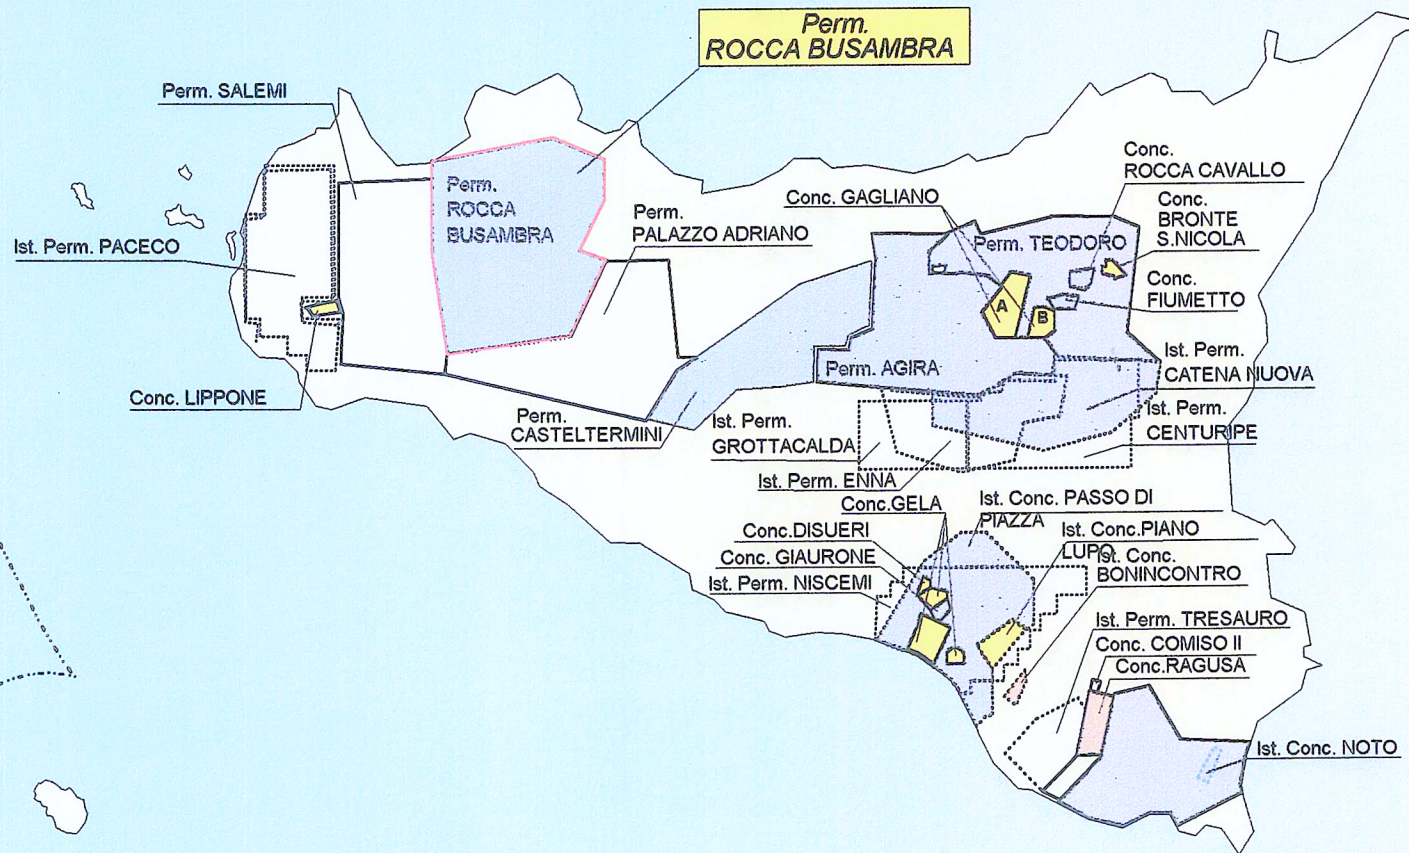 Perm.
ROCCA BUSAMBRA
Perm. SALEMI
Conc.
ROCCA CAVALLO
Perm.
ROCCA
BUSAMBRA
Conc. GAGLIANO
Conc.
BRONTE
S.NICOLA
Perm.
PALAZZO ADRIANO
Perm. TEODORO
Ist. Perm. PACECO
Conc.
FIUMETTO
A
B
Perm. AGIRA
Ist. Perm.
CATENA NUOVA
Conc. LIPPONE
Perm.
CASTELTERMINI
Ist. Perm.
GROTTACALDA
Ist. Perm.
CENTURIPE
Ist. Perm. ENNA
Conc.GELA
Ist. Conc. PASSO DI
PIAZZA
Conc.DISUERI
Ist. Conc.PIANO
LUPO
Conc. GIAURONE
Ist. Conc.
BONINCONTRO
Ist. Perm. NISCEMI
Ist. Perm. TRESAURO
Conc. COMISO II
Conc.RAGUSA
Ist. Conc. NOTO